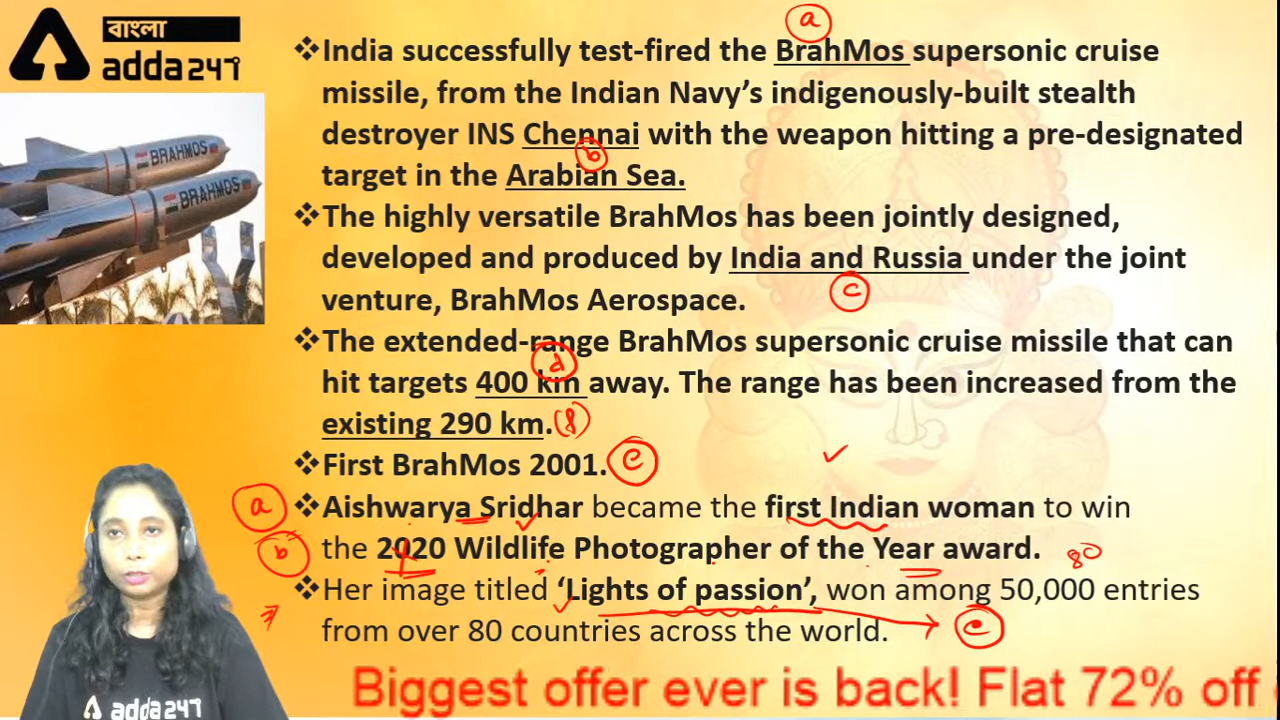 বাংলা
adda247
BRAHMOS
BRAHMOS
a
❖India successfully test-fired the BrahMos supersonic cruise
missile, from the Indian Navy’s indigenously-built stealth
destroyer INS Chennai with the weapon hitting a pre-designated
b
target in the Arabian Sea.
❖The highly versatile BrahMos has been jointly designed,
developed and produced by India and Russia under the joint
c
venture, BrahMos Aerospace.
❖The extended-range BrahMos supersonic cruise missile that can
d
hit targets 400 km away. The range has been increased from the
existing 290 km.
❖First BrahMos 2001. e
a ❖Aishwarya Sridhar became the first Indian woman to win
b the 2020 Wildlife Photographer of the Year award. 80
❖Her image titled ‘Lights of passion’, won among 50,000 entries
from over 80 countries across the world. e
adda247
Biggest offer ever is back! Flat 72% off